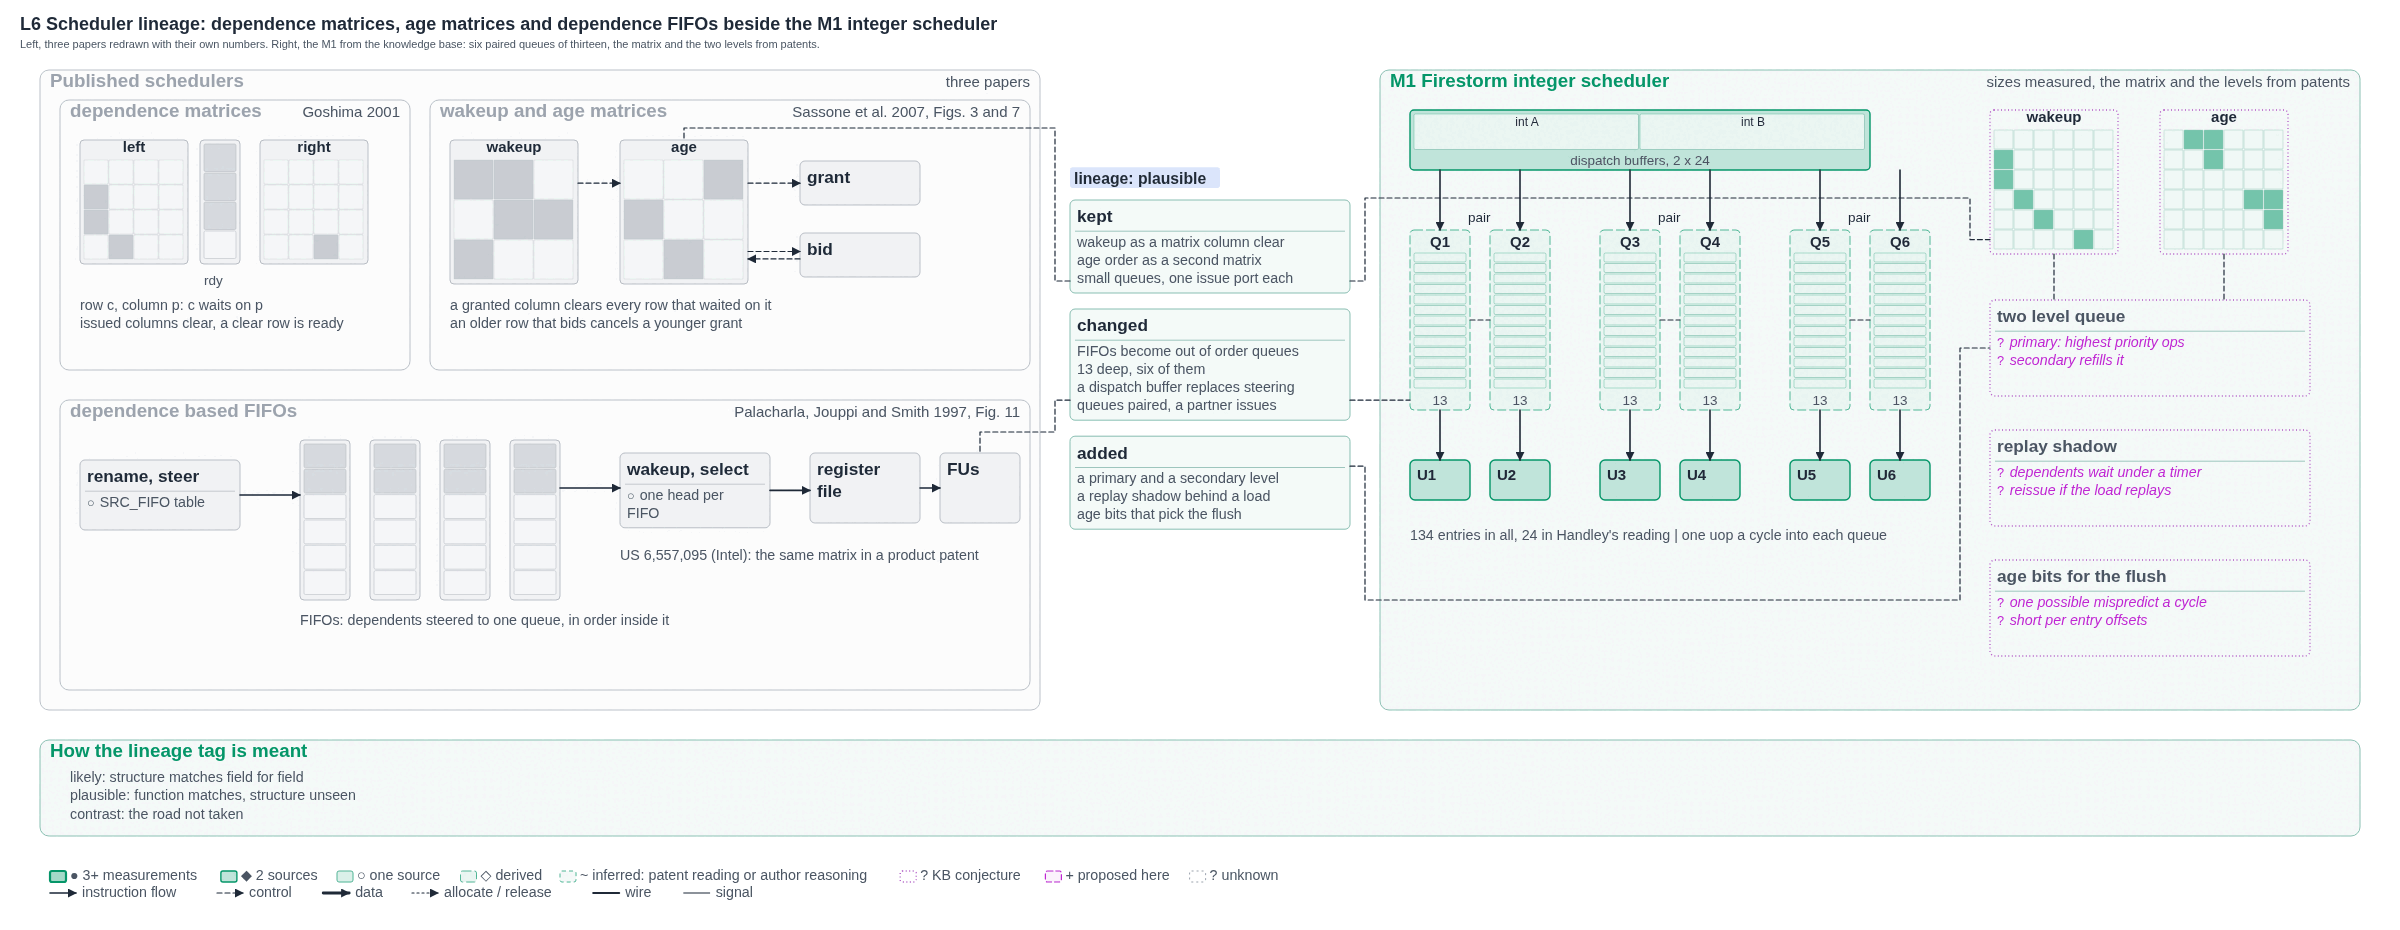 L6 Scheduler lineage: dependence matrices, age matrices and dependence FIFOs beside the M1 integer scheduler
Left, three papers redrawn with their own numbers. Right, the M1 from the knowledge base: six paired queues of thirteen, the matrix and the two levels from patents.
Published schedulers
three papers
dependence matrices
Goshima 2001
left
right
rdy
row c, column p: c waits on p
issued columns clear, a clear row is ready
wakeup and age matrices
Sassone et al. 2007, Figs. 3 and 7
wakeup
age
grant
bid
a granted column clears every row that waited on it
an older row that bids cancels a younger grant
dependence based FIFOs
Palacharla, Jouppi and Smith 1997, Fig. 11
rename, steer
○ SRC_FIFO table
wakeup, select
○ one head per
FIFO
register
file
FUs
US 6,557,095 (Intel): the same matrix in a product patent
FIFOs: dependents steered to one queue, in order inside it
lineage: plausible
kept
wakeup as a matrix column clear
age order as a second matrix
small queues, one issue port each
changed
FIFOs become out of order queues
13 deep, six of them
a dispatch buffer replaces steering
queues paired, a partner issues
added
a primary and a secondary level
a replay shadow behind a load
age bits that pick the flush
M1 Firestorm integer scheduler
sizes measured, the matrix and the levels from patents
int A
int B
dispatch buffers, 2 x 24
pair
pair
pair
Q1
Q2
Q3
Q4
Q5
Q6
13
13
13
13
13
13
U1
U2
U3
U4
U5
U6
134 entries in all, 24 in Handley's reading | one uop a cycle into each queue
wakeup
age
two level queue
? primary: highest priority ops
? secondary refills it
replay shadow
? dependents wait under a timer
? reissue if the load replays
age bits for the flush
? one possible mispredict a cycle
? short per entry offsets
How the lineage tag is meant
likely: structure matches field for field
plausible: function matches, structure unseen
contrast: the road not taken
● 3+ measurements
◆ 2 sources
○ one source
◇ derived
~ inferred: patent reading or author reasoning
? KB conjecture
+ proposed here
? unknown
instruction flow
control
data
allocate / release
wire
signal